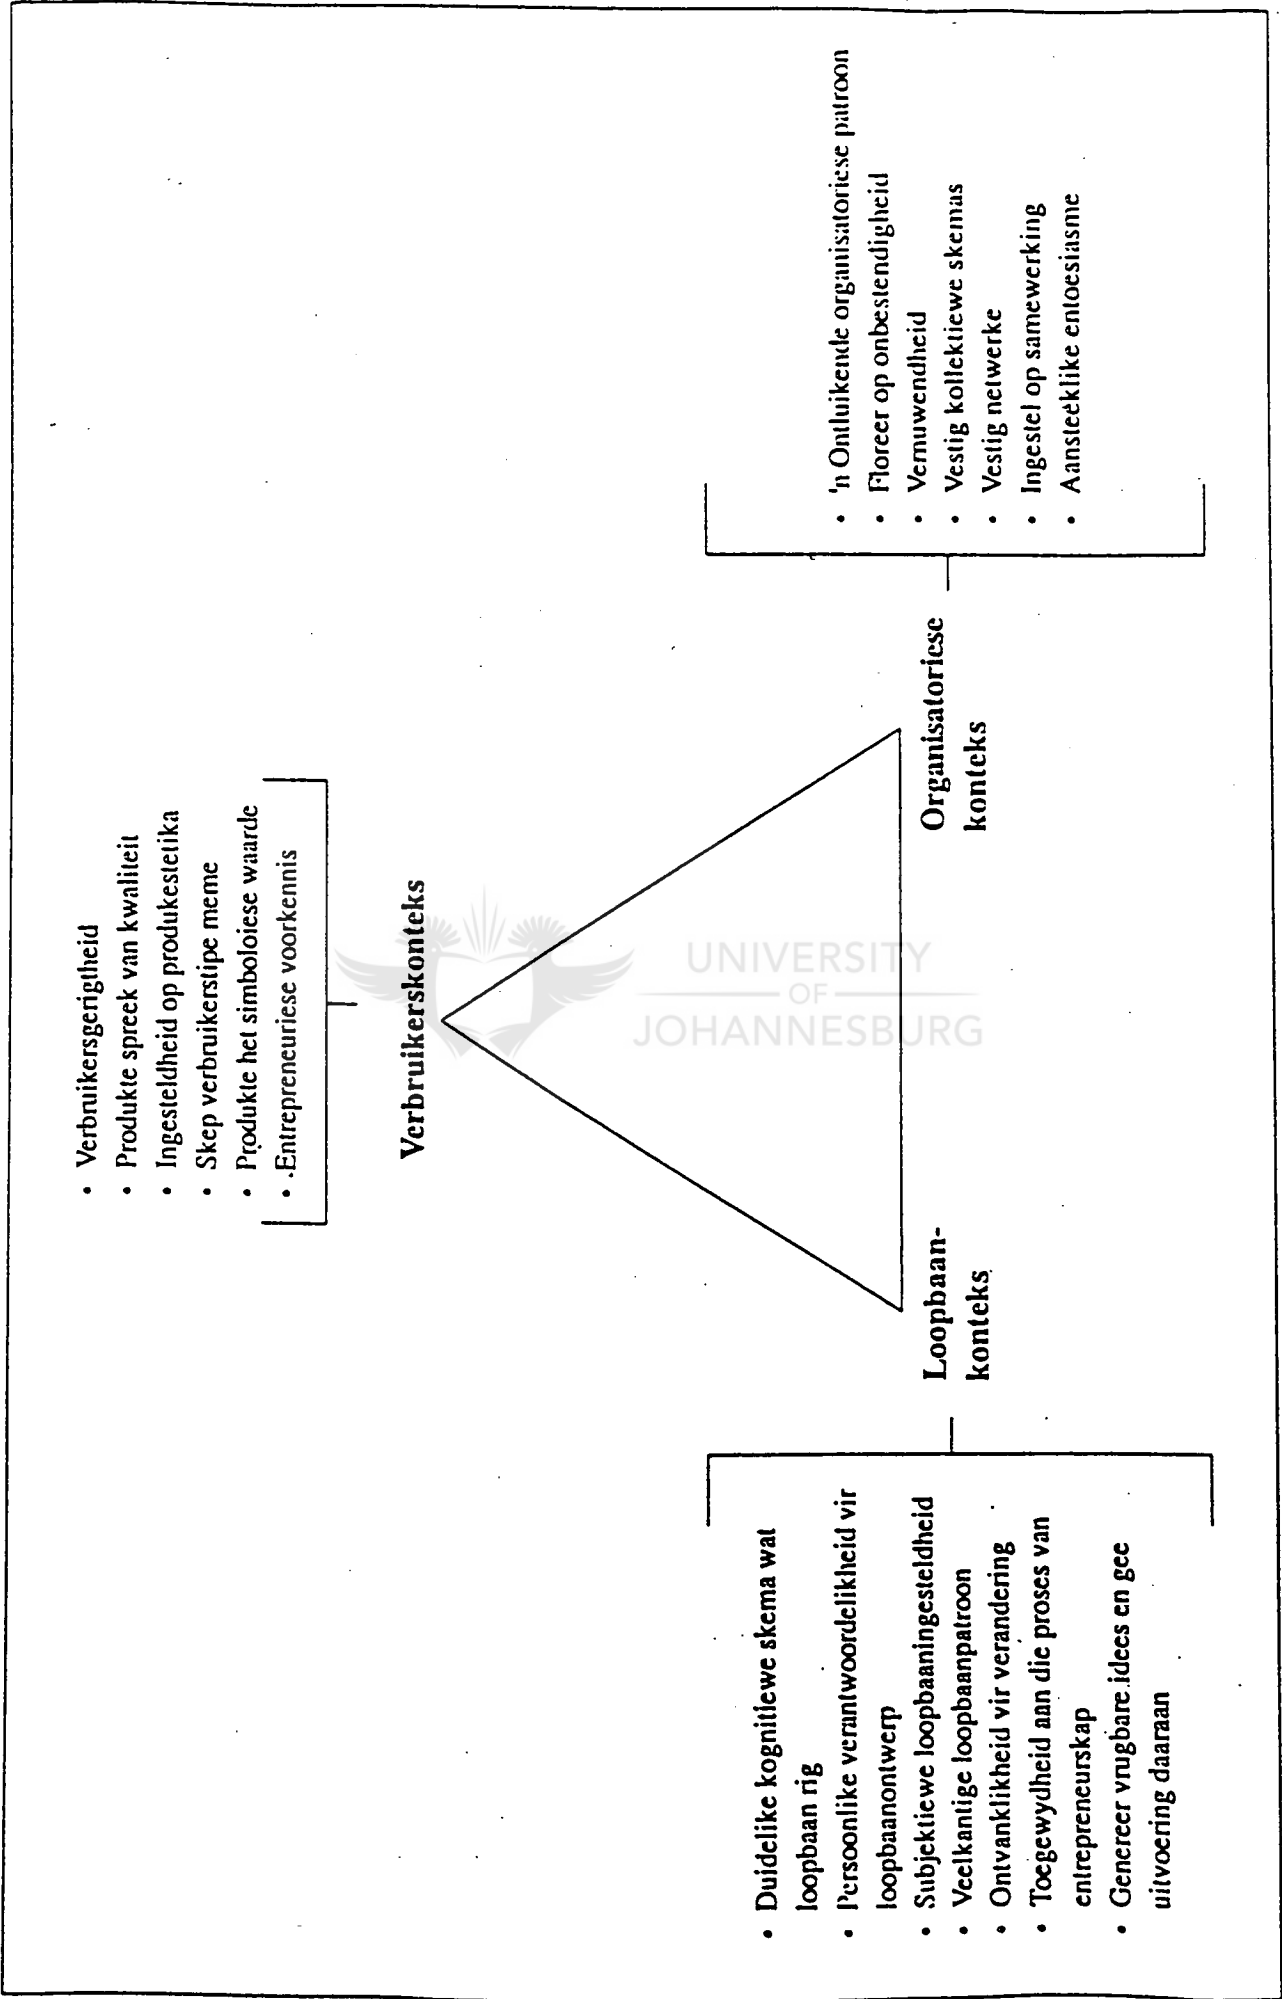 • Verbruikersgerigtheid
• Produkte spreek van kwaliteit
• Ingesteldheid op produkestetika
• Skep verbruikerstipe meme
• Produkte het simboloiese waarde
• Entrepreneuriese voorkennis
Verbruikerskonteks
UNIVERSITY
OF
JOHANNESBURG
Loopbaan-
konteks
• Duidelike kognitiewe skema wat
loopbaan rig
• Persoonlike verantwoordelikheid vir
loopbaanontwerp
• Subjektiewe loopbaaningesteldheid
• Veelkantige loopbaanpatroon
• Ontvanklikheid vir verandering
• Toegewydheid aan die proses van
entrepreneurskap
• Genereer vrugbare idees en gee
uitvoering daaraan
Organisatoriese
konteks
• 'n Ontluikende organisatoriese patroon
• Floreer op onbestendigheid
• Vernuwendheid
• Vestig kollektiewe skemas
• Vestig netwerke
• Ingestel op samewerking
• Aansteeklike entoesiasme